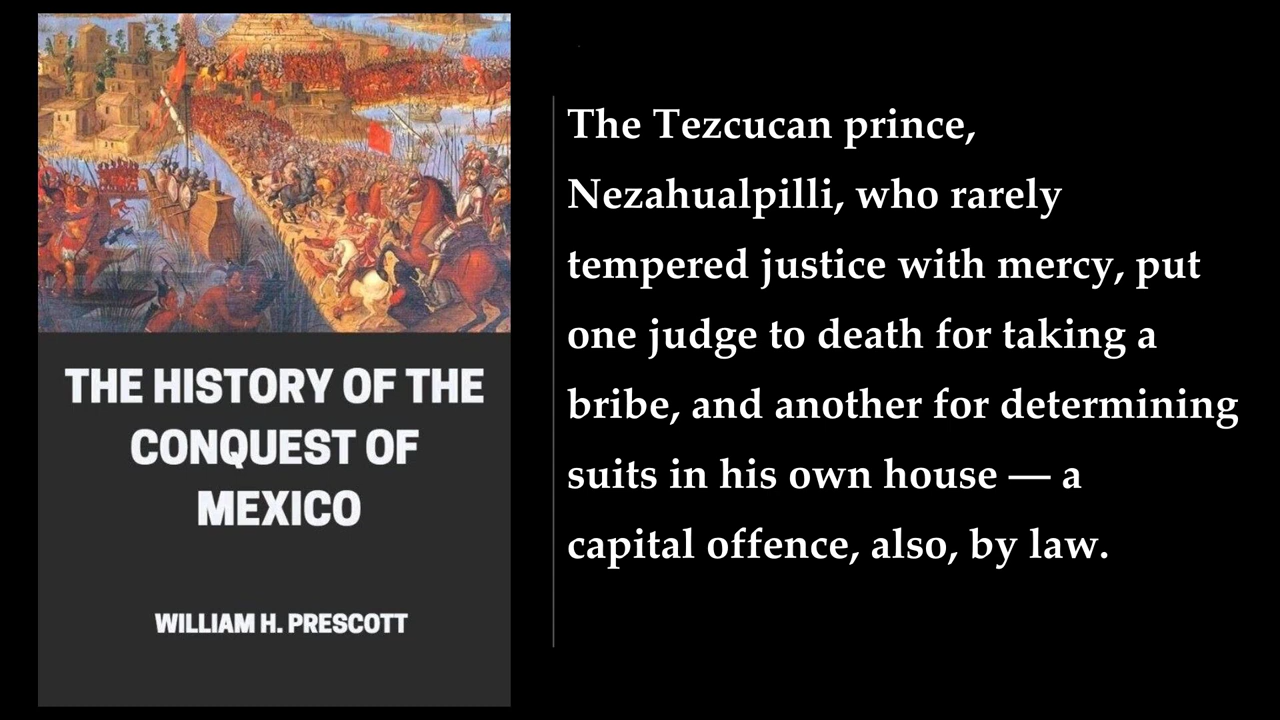 THE HISTORY OF THE
CONQUEST OF
MEXICO
WILLIAM H. PRESCOTT
The Tezcucan prince,
Nezahualpilli, who rarely
tempered justice with mercy, put
one judge to death for taking a
bribe, and another for determining
suits in his own house — a
capital offence, also, by law.